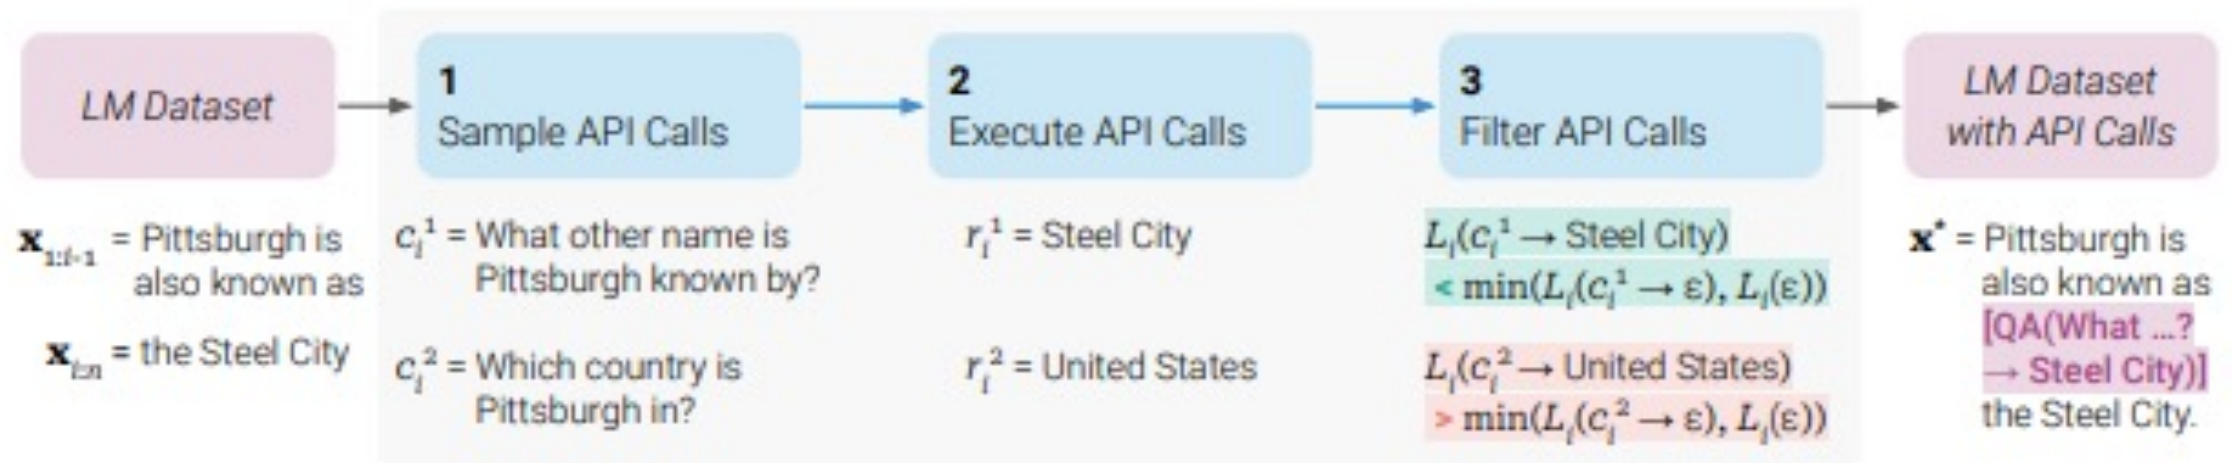 LM Dataset
1
Sample API Calls
2
Execute API Calls
3
Filter API Calls
LM Dataset
with API Calls
x₁:ᵢ₋₁ = Pittsburgh is
also known as
xᵢ:ₙ = the Steel City
cᵢ¹ = What other name is
Pittsburgh known by?
cᵢ² = Which country is
Pittsburgh in?
rᵢ¹ = Steel City
rᵢ² = United States
Lᵢ(cᵢ¹ → Steel City)
< min(Lᵢ(cᵢ¹ → ε), Lᵢ(ε))
Lᵢ(cᵢ² → United States)
> min(Lᵢ(cᵢ² → ε), Lᵢ(ε))
x* = Pittsburgh is
also known as
[QA(What ...?
→ Steel City)]
the Steel City.